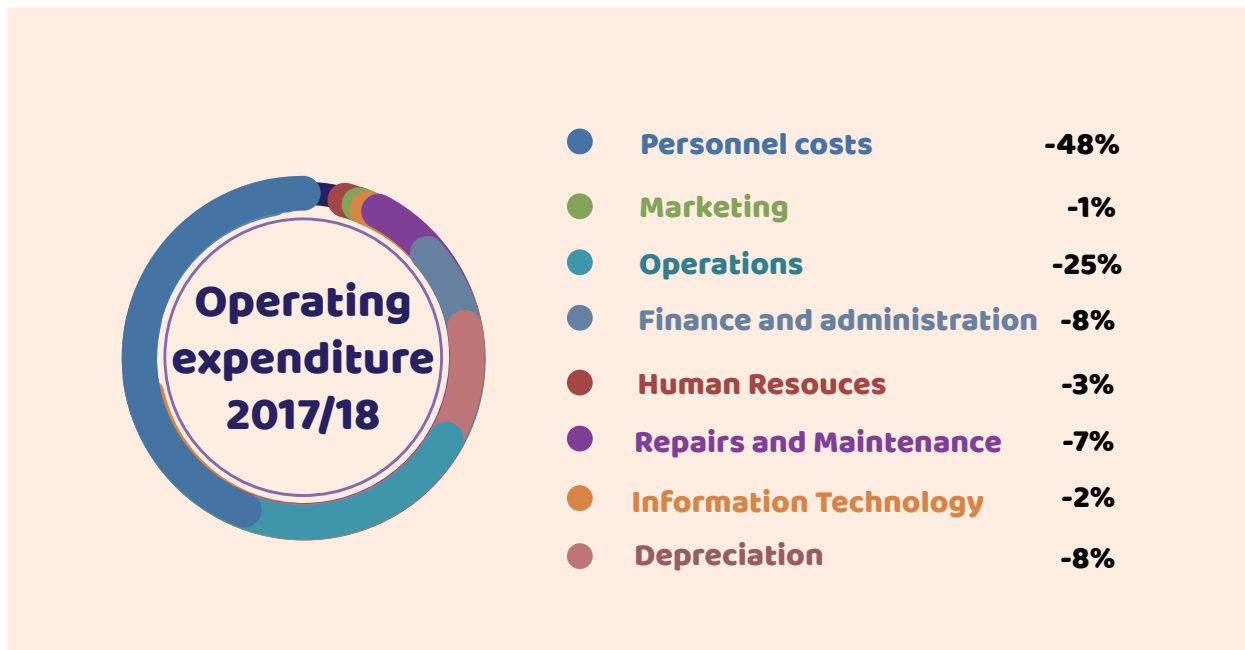 Operating
expenditure
2017/18
Personnel costs -48%
Marketing -1%
Operations -25%
Finance and administration -8%
Human Resouces -3%
Repairs and Maintenance -7%
Information Technology -2%
Depreciation -8%